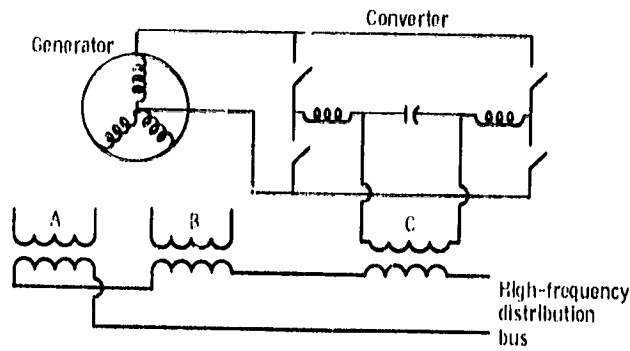 Converter
Generator
A
B
C
High-frequency
distribution
bus